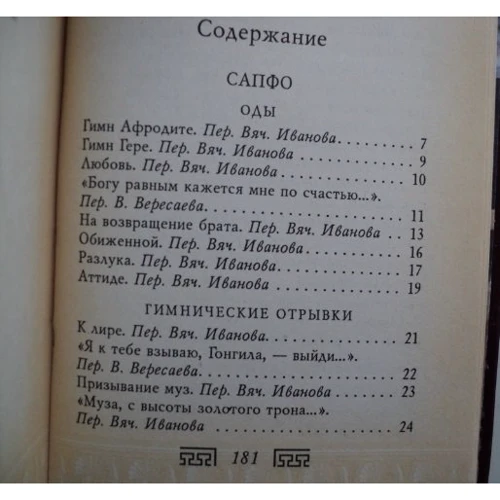 Содержание
САПФО
ОДЫ
Гимн Афродите. Пер. Вяч. Иванова. . . . . . . . . 7
Гимн Гере. Пер. Вяч. Иванова . . . . . . . . . . . . 9
Любовь. Пер. Вяч. Иванова. . . . . . . . . . . . . . 10
«Богу равным кажется мне по счастью...».
Пер. В. Вересаева. . . . . . . . . . . . . . . . . . . 11
На возвращение брата. Пер. Вяч. Иванова . . 13
Обиженной. Пер. Вяч. Иванова. . . . . . . . . . . 16
Разлука. Пер. Вяч. Иванова. . . . . . . . . . . . . 17
Аттиде. Пер. Вяч. Иванова. . . . . . . . . . . . . . 19
ГИМНИЧЕСКИЕ ОТРЫВКИ
К лире. Пер. Вяч. Иванова. . . . . . . . . . . . . . 21
«Я к тебе взываю, Гонгила, — выйди...».
Пер. В. Вересаева. . . . . . . . . . . . . . . . . . . 22
Призывание муз. Пер. Вяч. Иванова. . . . . . . 23
«Муза, с высоты золотого трона...».
Пер. Вяч. Иванова . . . . . . . . . . . . . . . . . . 24
181